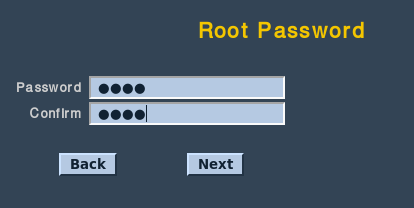 Root Password
Password ●●●●
Confirm ●●●●
Back Next